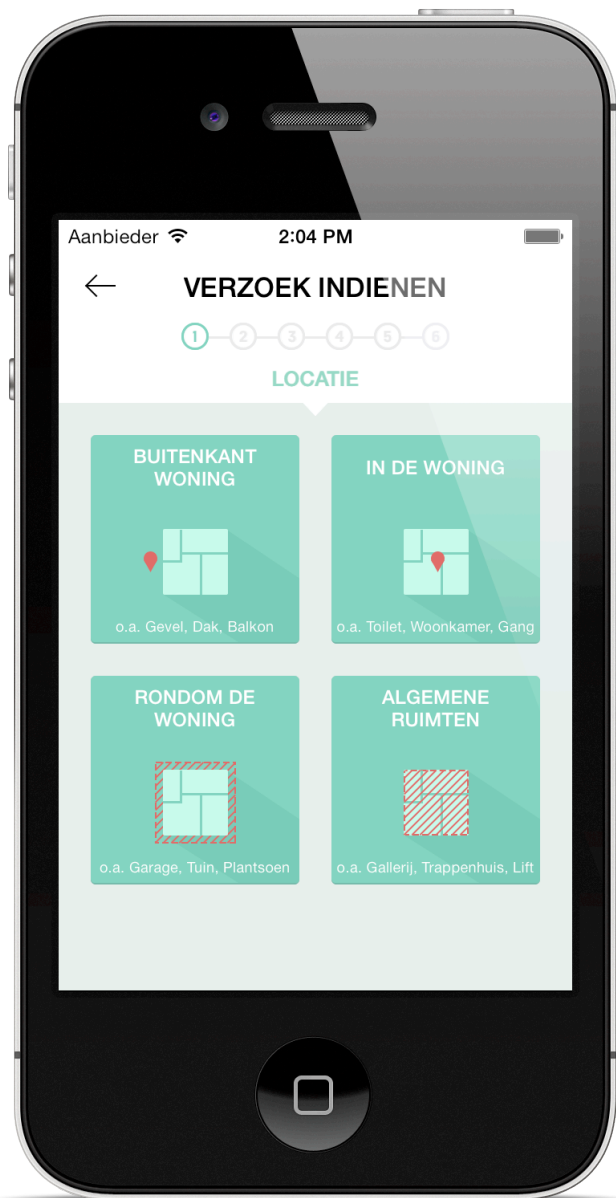 Aanbieder 2:04 PM
VERZOEK INDIENEN
1 2 3 4 5 6
LOCATIE
BUITENKANT
WONING
o.a. Gevel, Dak, Balkon
IN DE WONING
o.a. Toilet, Woonkamer, Gang
RONDOM DE
WONING
o.a. Garage, Tuin, Plantsoen
ALGEMENE
RUIMTEN
o.a. Gallerij, Trappenhuis, Lift